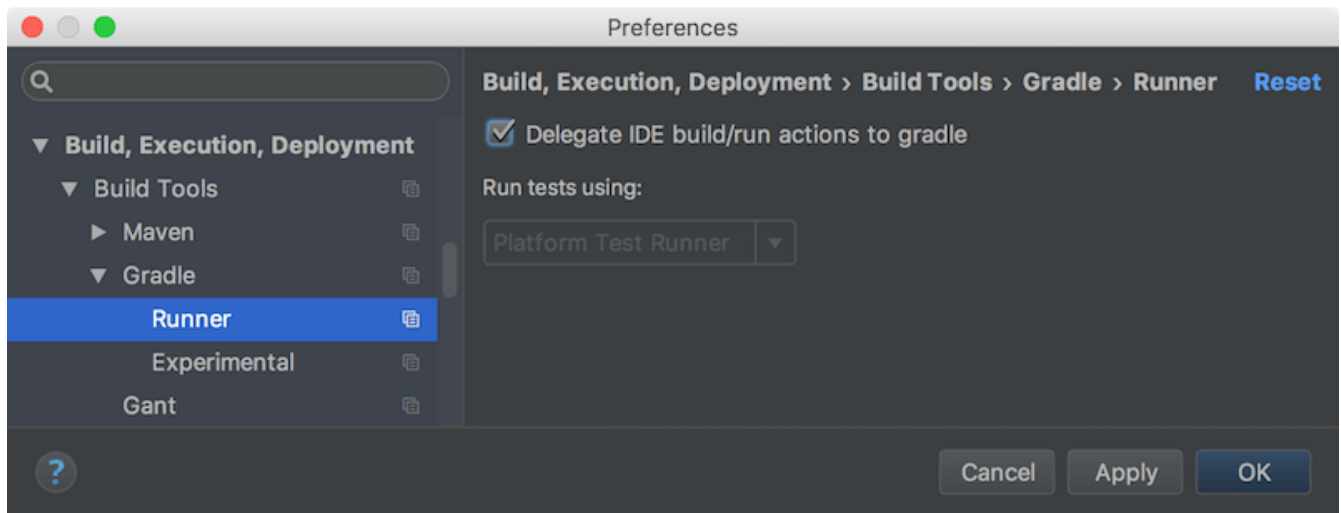 Preferences
Build, Execution, Deployment
Build Tools
Maven
Gradle
Runner
Experimental
Gant
Build, Execution, Deployment › Build Tools › Gradle › Runner Reset
Delegate IDE build/run actions to gradle
Run tests using:
Platform Test Runner
?
Cancel Apply OK